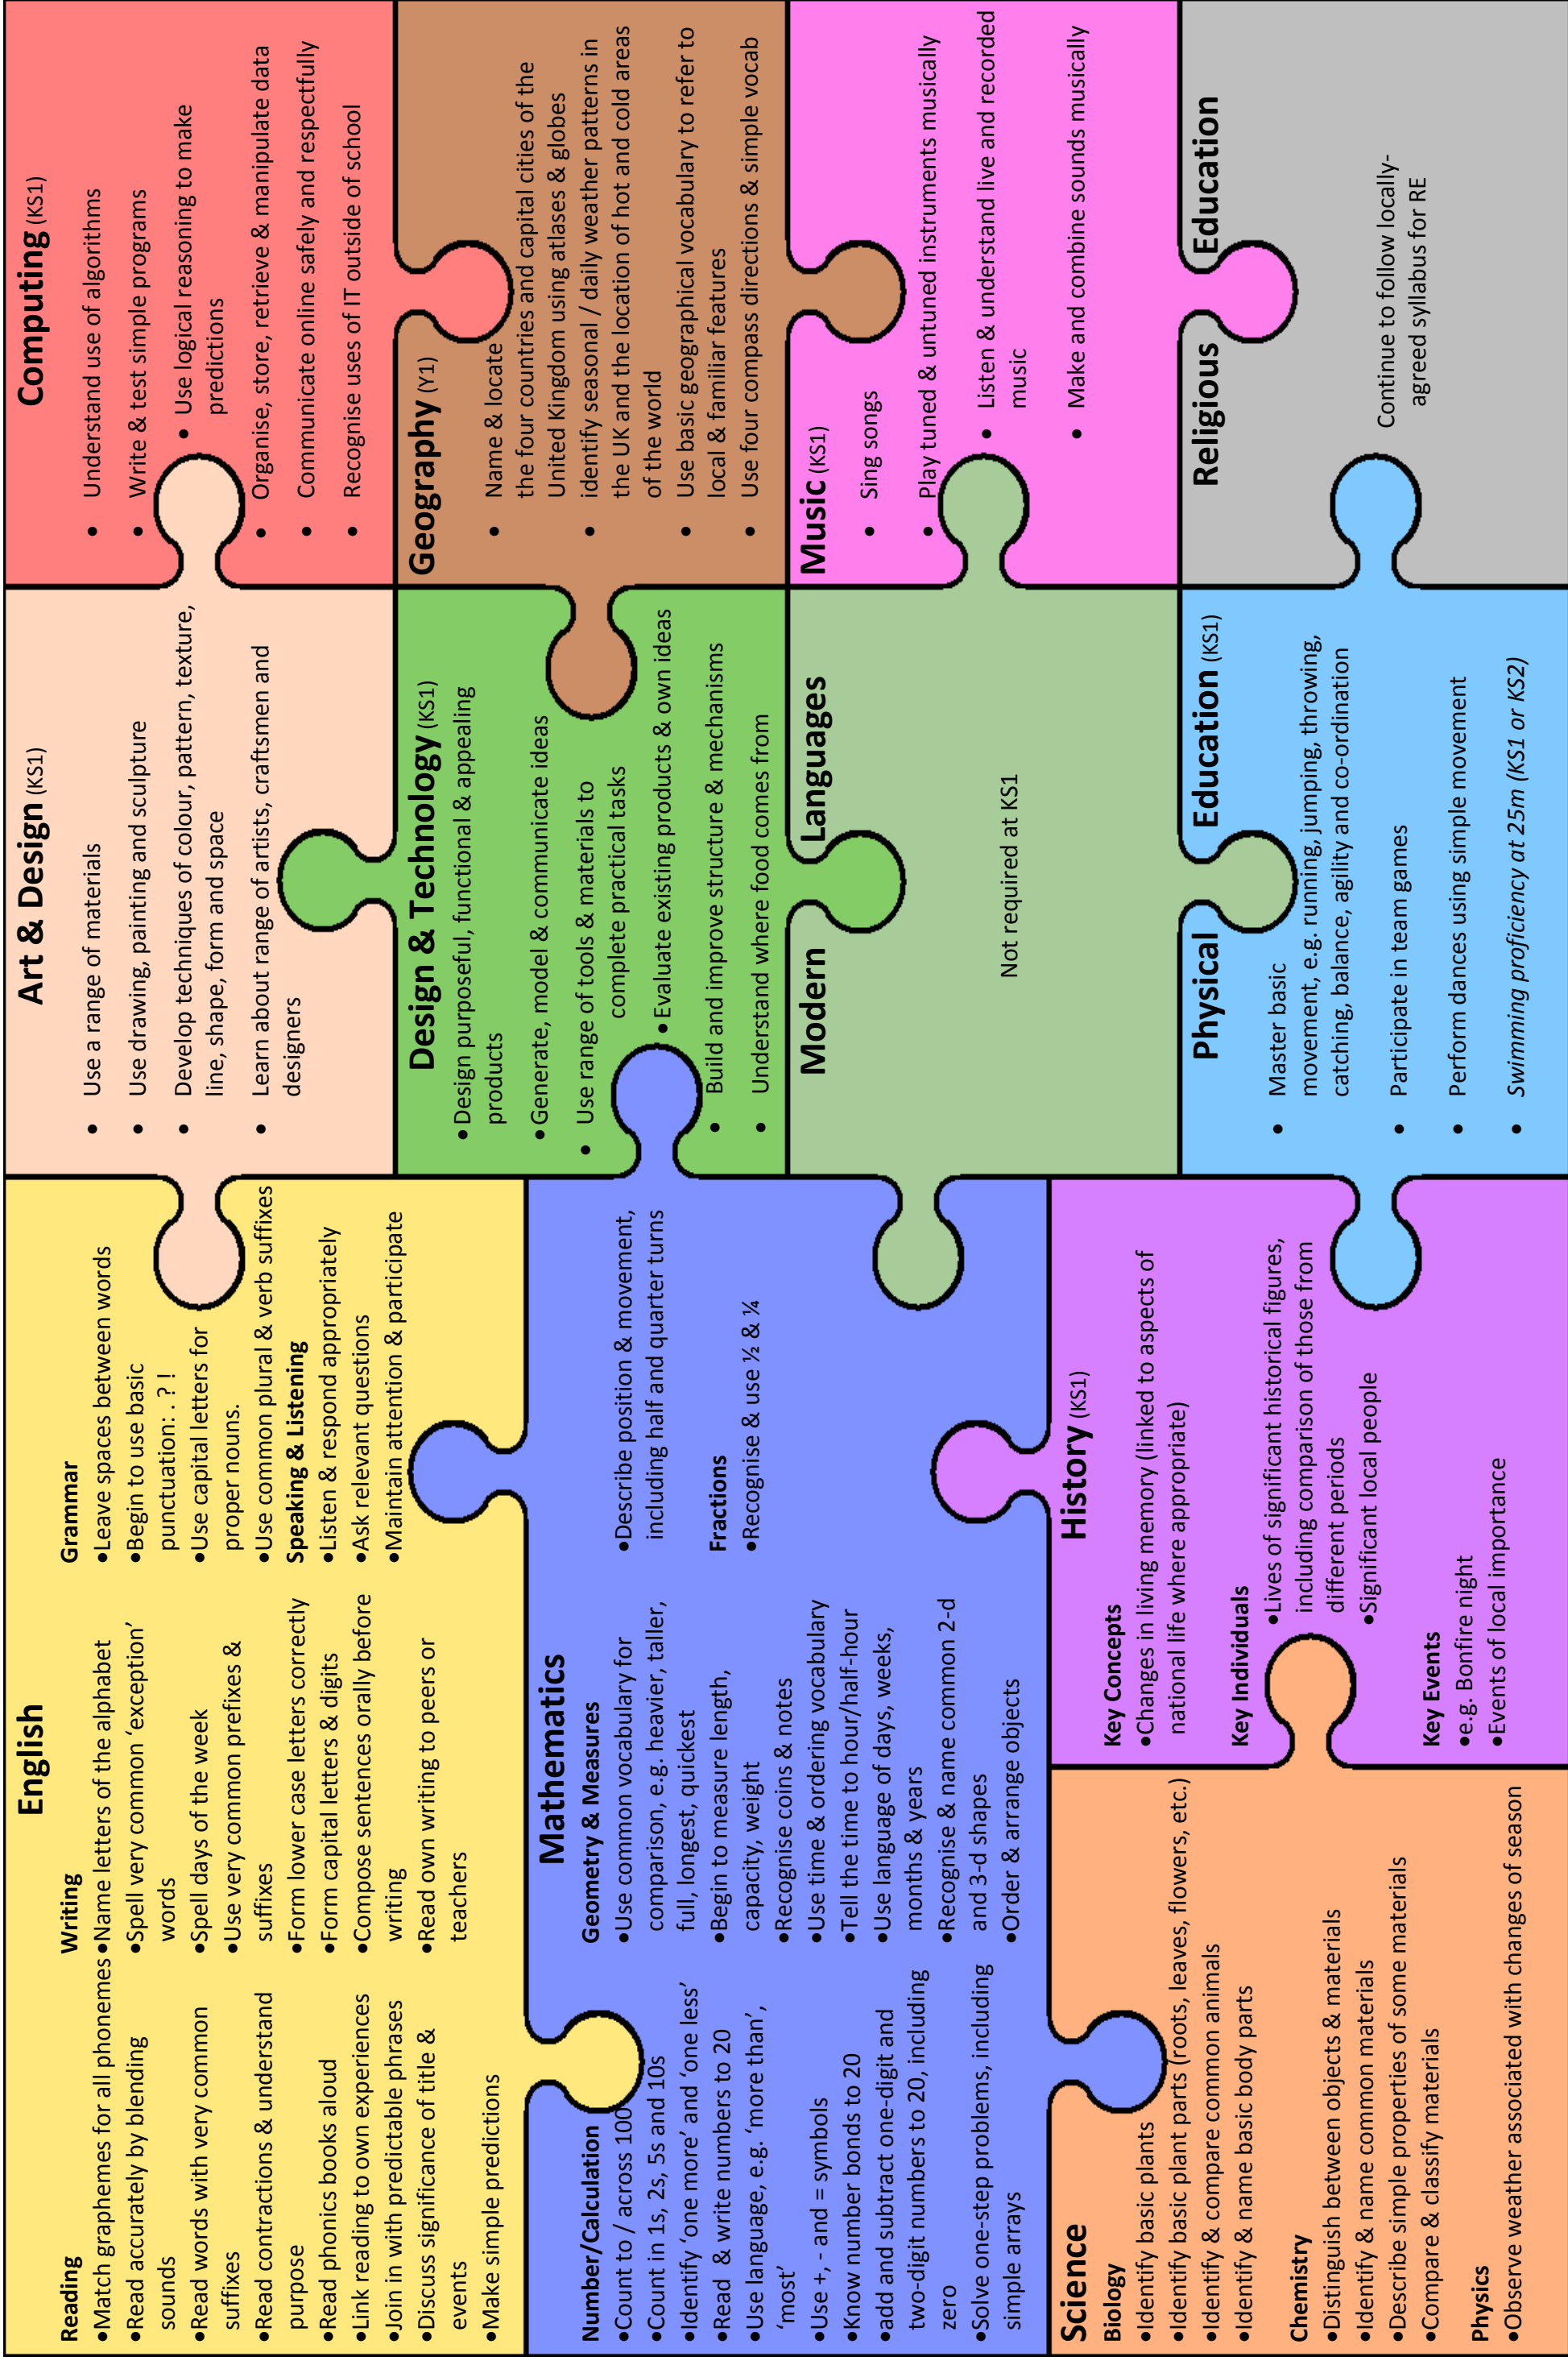 English
Reading
•Match graphemes for all phonemes
•Read accurately by blending
sounds
•Read words with very common
suffixes
•Read contractions & understand
purpose
•Read phonics books aloud
•Link reading to own experiences
•Join in with predictable phrases
•Discuss significance of title &
events
•Make simple predictions
Writing
•Name letters of the alphabet
•Spell very common ‘exception’
words
•Spell days of the week
•Use very common prefixes &
suffixes
•Form lower case letters correctly
•Form capital letters & digits
•Compose sentences orally before
writing
•Read own writing to peers or
teachers
Grammar
•Leave spaces between words
•Begin to use basic
punctuation: . ? !
•Use capital letters for
proper nouns.
•Use common plural & verb suffixes
Speaking & Listening
•Listen & respond appropriately
•Ask relevant questions
•Maintain attention & participate
Art & Design (KS1)
• Use a range of materials
• Use drawing, painting and sculpture
• Develop techniques of colour, pattern, texture,
line, shape, form and space
• Learn about range of artists, craftsmen and
designers
Computing (KS1)
• Understand use of algorithms
• Write & test simple programs
• Use logical reasoning to make
predictions
• Organise, store, retrieve & manipulate data
• Communicate online safely and respectfully
• Recognise uses of IT outside of school
Mathematics
Number/Calculation
•Count to / across 100
•Count in 1s, 2s, 5s and 10s
•Identify ‘one more’ and ‘one less’
•Read & write numbers to 20
•Use language, e.g. ‘more than’,
‘most’
•Use +, - and = symbols
•Know number bonds to 20
•add and subtract one-digit and
two-digit numbers to 20, including
zero
•Solve one-step problems, including
simple arrays
Geometry & Measures
•Use common vocabulary for
comparison, e.g. heavier, taller,
full, longest, quickest
•Begin to measure length,
capacity, weight
•Recognise coins & notes
•Use time & ordering vocabulary
•Tell the time to hour/half-hour
•Use language of days, weeks,
months & years
•Recognise & name common 2-d
and 3-d shapes
•Order & arrange objects
•Describe position & movement,
including half and quarter turns
Fractions
•Recognise & use ½ & ¼
Design & Technology (KS1)
•Design purposeful, functional & appealing
products
•Generate, model & communicate ideas
• Use range of tools & materials to
complete practical tasks
•Evaluate existing products & own ideas
• Build and improve structure & mechanisms
• Understand where food comes from
Geography (Y1)
• Name & locate
the four countries and capital cities of the
United Kingdom using atlases & globes
• identify seasonal / daily weather patterns in
the UK and the location of hot and cold areas
of the world
• Use basic geographical vocabulary to refer to
local & familiar features
• Use four compass directions & simple vocab
Modern Languages
Not required at KS1
Music (KS1)
• Sing songs
• Play tuned & untuned instruments musically
• Listen & understand live and recorded
music
• Make and combine sounds musically
Science
Biology
•Identify basic plants
•Identify basic plant parts (roots, leaves, flowers, etc.)
•Identify & compare common animals
•Identify & name basic body parts
Chemistry
•Distinguish between objects & materials
•Identify & name common materials
•Describe simple properties of some materials
•Compare & classify materials
Physics
•Observe weather associated with changes of season
History (KS1)
Key Concepts
•Changes in living memory (linked to aspects of
national life where appropriate)
Key Individuals
•Lives of significant historical figures,
including comparison of those from
different periods
•Significant local people
Key Events
•e.g. Bonfire night
•Events of local importance
Physical Education (KS1)
• Master basic
movement, e.g. running, jumping, throwing,
catching, balance, agility and co-ordination
• Participate in team games
• Perform dances using simple movement
• Swimming proficiency at 25m (KS1 or KS2)
Religious Education
Continue to follow locally-
agreed syllabus for RE